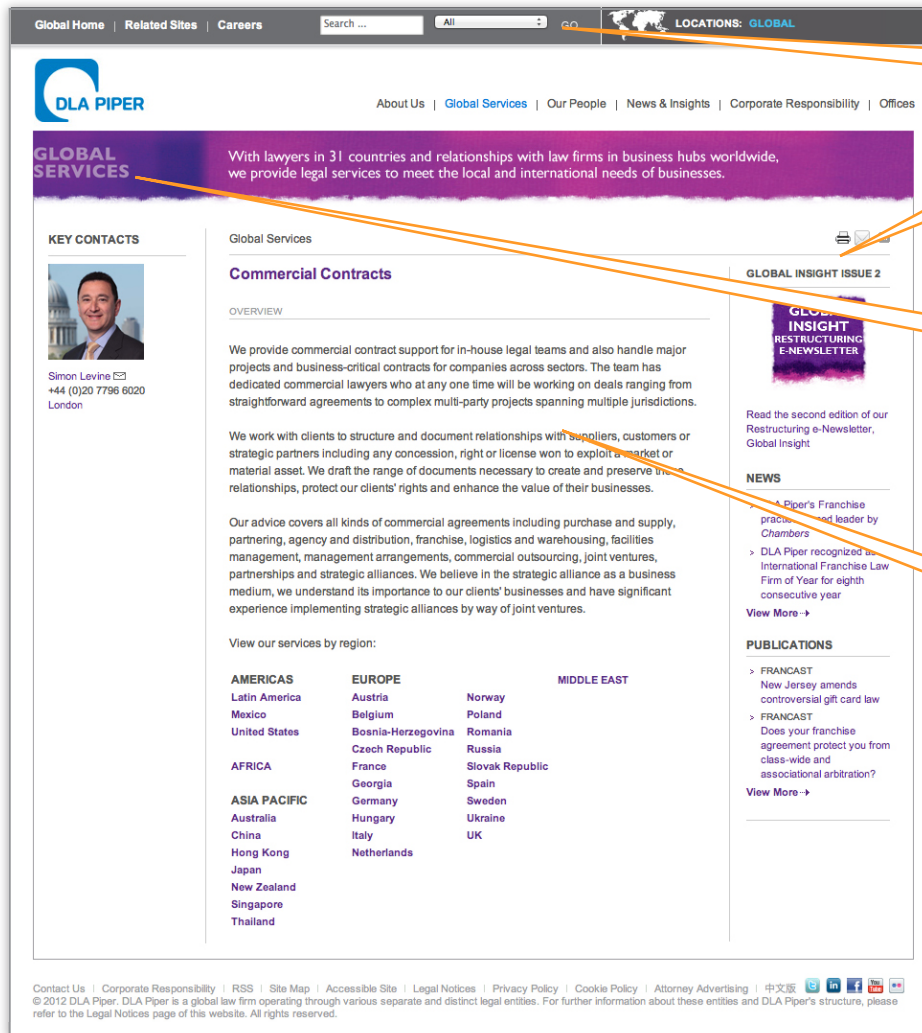 Global Home | Related Sites | Careers
Search ...
All
GO
LOCATIONS: GLOBAL
DLA PIPER
About Us | Global Services | Our People | News & Insights | Corporate Responsibility | Offices
GLOBAL
SERVICES
With lawyers in 31 countries and relationships with law firms in business hubs worldwide,
we provide legal services to meet the local and international needs of businesses.
KEY CONTACTS
Simon Levine
+44 (0)20 7796 6020
London
Global Services
Commercial Contracts
OVERVIEW
We provide commercial contract support for in-house legal teams and also handle major
projects and business-critical contracts for companies across sectors. The team has
dedicated commercial lawyers who at any one time will be working on deals ranging from
straightforward agreements to complex multi-party projects spanning multiple jurisdictions.
We work with clients to structure and document relationships with suppliers, customers or
strategic partners including any concession, right or license won to exploit a market or
material asset. We draft the range of documents necessary to create and preserve these
relationships, protect our clients' rights and enhance the value of their businesses.
Our advice covers all kinds of commercial agreements including purchase and supply,
partnering, agency and distribution, franchise, logistics and warehousing, facilities
management, management arrangements, commercial outsourcing, joint ventures,
partnerships and strategic alliances. We believe in the strategic alliance as a business
medium, we understand its importance to our clients' businesses and have significant
experience implementing strategic alliances by way of joint ventures.
View our services by region:
AMERICAS
Latin America
Mexico
United States
AFRICA
ASIA PACIFIC
Australia
China
Hong Kong
Japan
New Zealand
Singapore
Thailand
EUROPE
Austria
Belgium
Bosnia-Herzegovina
Czech Republic
France
Georgia
Germany
Hungary
Italy
Netherlands
Norway
Poland
Romania
Russia
Slovak Republic
Spain
Sweden
Ukraine
UK
MIDDLE EAST
GLOBAL INSIGHT ISSUE 2
GLOBAL
INSIGHT
RESTRUCTURING
E-NEWSLETTER
Read the second edition of our
Restructuring e-Newsletter,
Global Insight
NEWS
DLA Piper's Franchise
practice leader by
Chambers
DLA Piper recognized as
International Franchise Law
Firm of Year for eighth
consecutive year
View More
PUBLICATIONS
FRANCAST
New Jersey amends
controversial gift card law
FRANCAST
Does your franchise
agreement protect you from
class-wide and
associational arbitration?
View More
Contact Us | Corporate Responsibility | RSS | Site Map | Accessible Site | Legal Notices | Privacy Policy | Cookie Policy | Attorney Advertising | 中文版
© 2012 DLA Piper. DLA Piper is a global law firm operating through various separate and distinct legal entities. For further information about these entities and DLA Piper's structure, please
refer to the Legal Notices page of this website. All rights reserved.